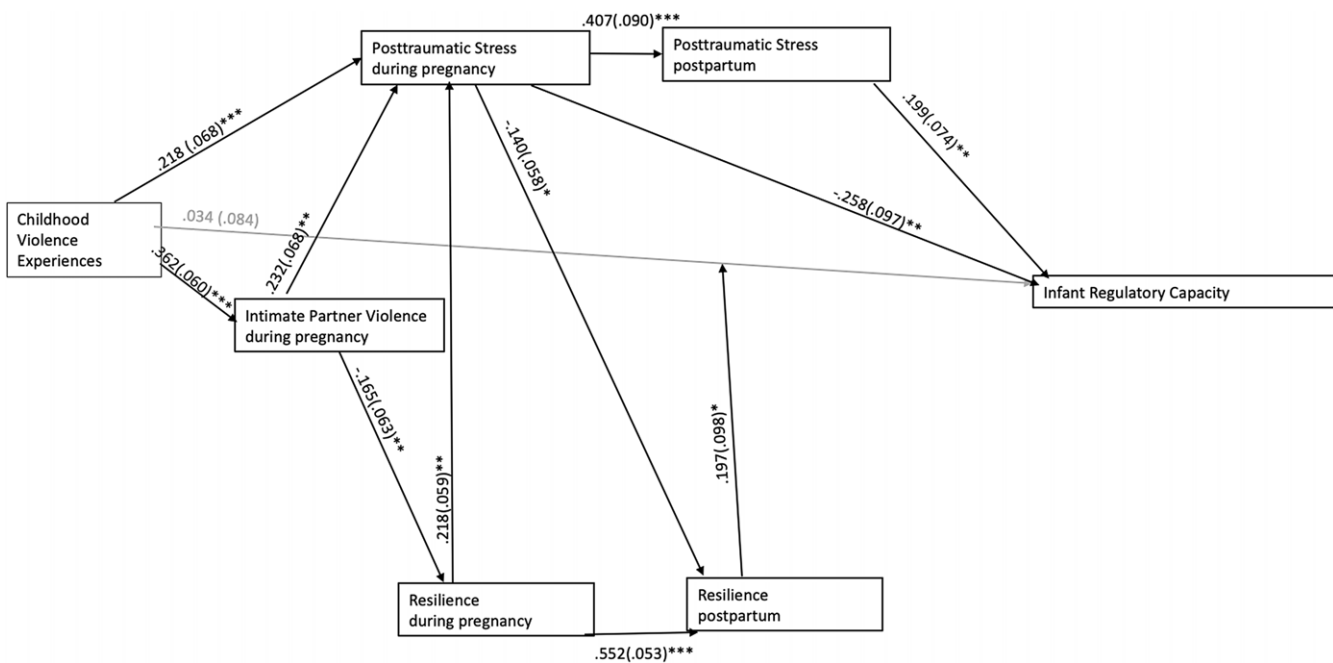 .407(.090)***
Posttraumatic Stress
during pregnancy
Posttraumatic Stress
postpartum
.218 (.068)***
.199(.074)**
-.140(.058)*
-.258(.097)**
Childhood
Violence
Experiences
.034 (.084)
.362(.060)***
.232(.068)**
Infant Regulatory Capacity
Intimate Partner Violence
during pregnancy
-.165(.063)**
.218(.059)**
.197(.098)*
Resilience
during pregnancy
Resilience
postpartum
.552(.053)***